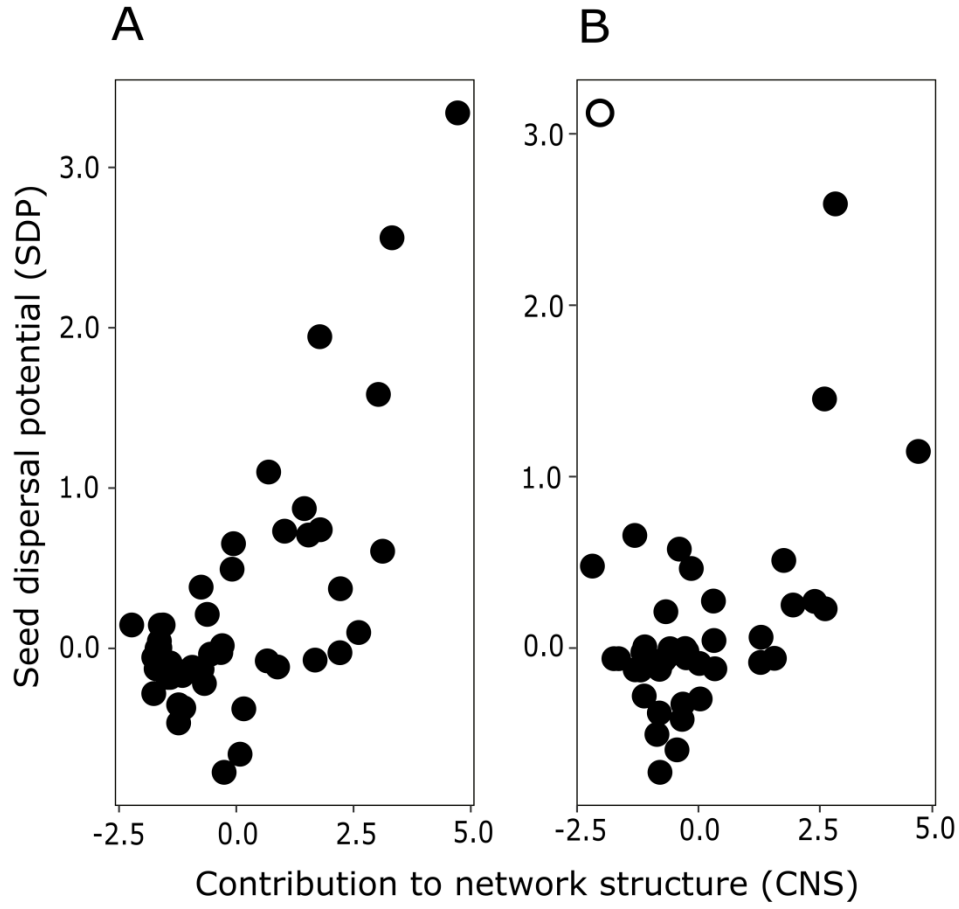 A
B
Seed dispersal potential (SDP)
3.0
2.0
1.0
0.0
3.0
2.0
1.0
0.0
-2.5 0.0 2.5 5.0
-2.5 0.0 2.5 5.0
Contribution to network structure (CNS)